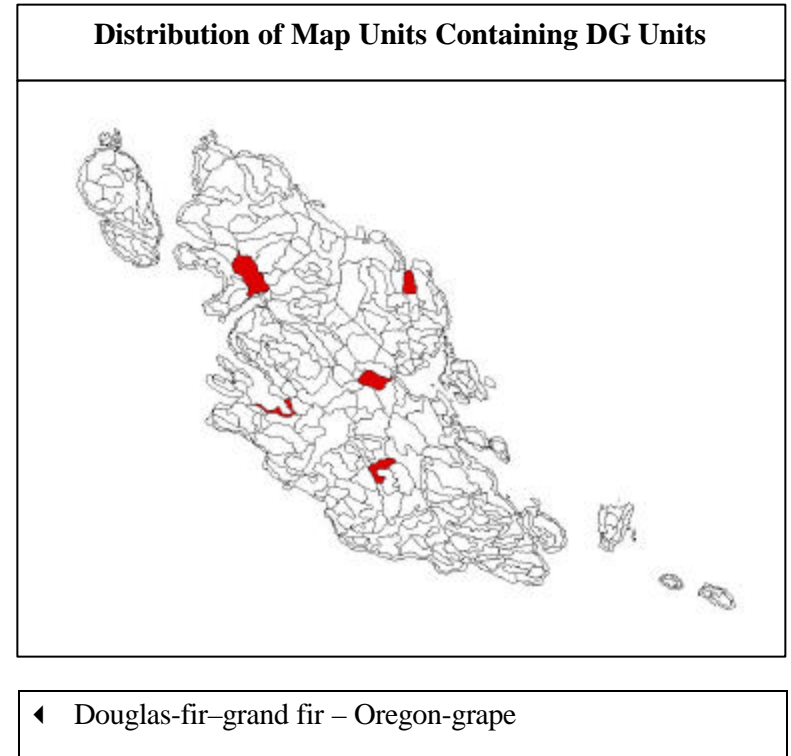 Distribution of Map Units Containing DG Units
Douglas-fir–grand fir – Oregon-grape